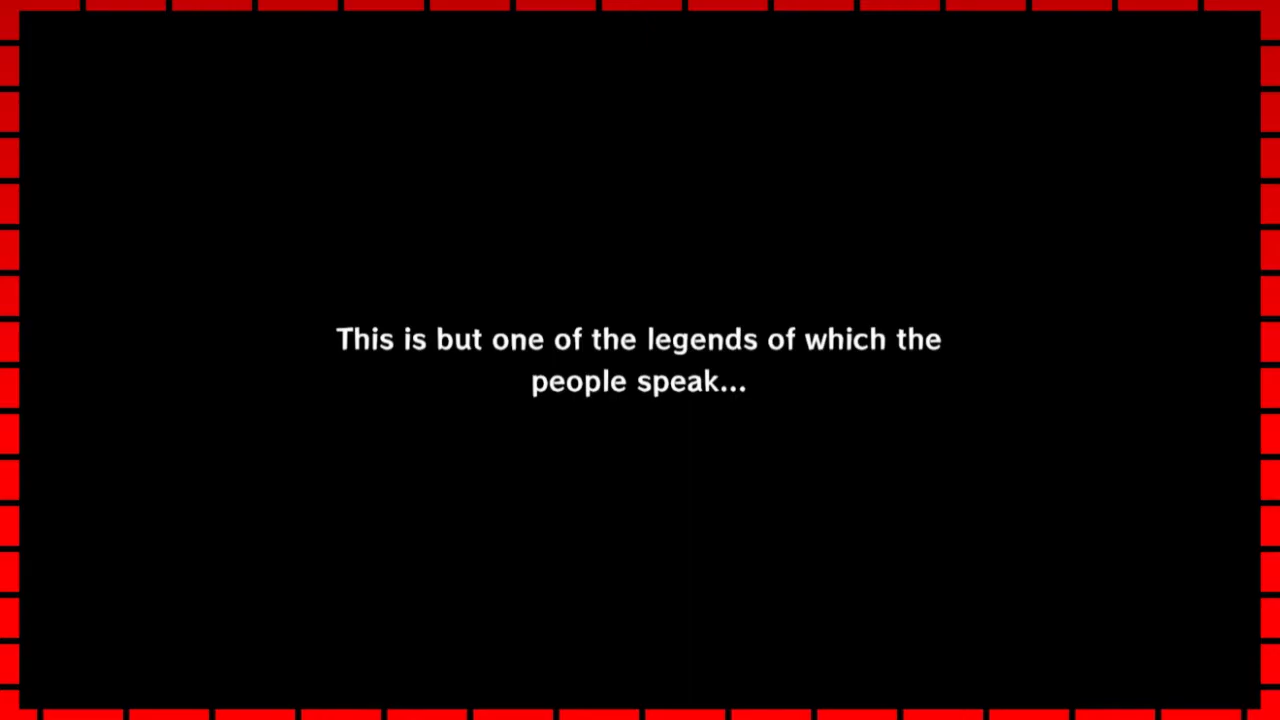 This is but one of the legends of which the
people speak...